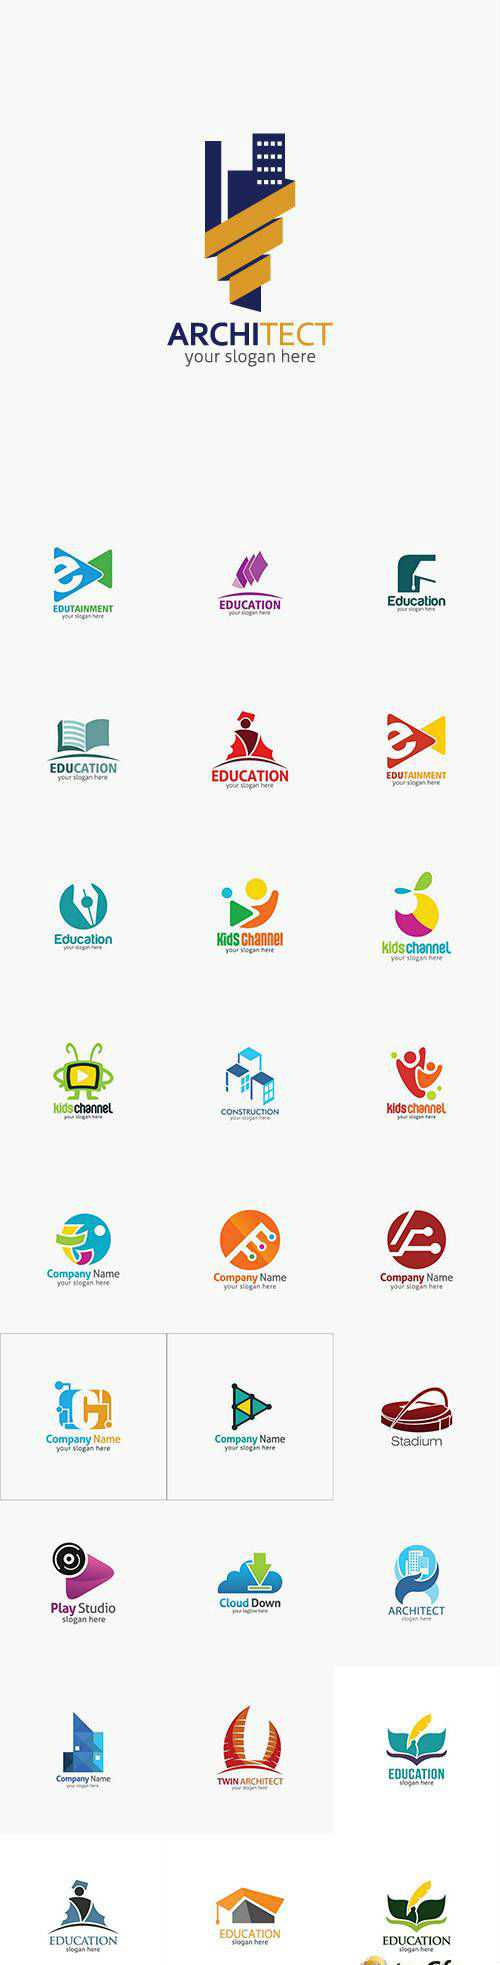 ARCHITECT
your slogan here
EDUTAINMENT
your slogan here
EDUCATION
your slogan here
Education
your slogan here
EDUCATION
your slogan here
EDUCATION
your slogan here
EDUTAINMENT
your slogan here
Education
your slogan here
kids channel
your slogan here
kids channel
your slogan here
kids channel
your slogan here
CONSTRUCTION
your slogan here
kids channel
your slogan here
Company Name
your slogan here
Company Name
your slogan here
Company Name
your slogan here
Company Name
your slogan here
Company Name
your slogan here
Stadium
Play Studio
slogan here
Cloud Down
your tagline here
ARCHITECT
slogan here
Company Name
your slogan here
TWIN ARCHITECT
your slogan here
EDUCATION
slogan here
EDUCATION
slogan here
EDUCATION
slogan here
EDUCATION
slogan here